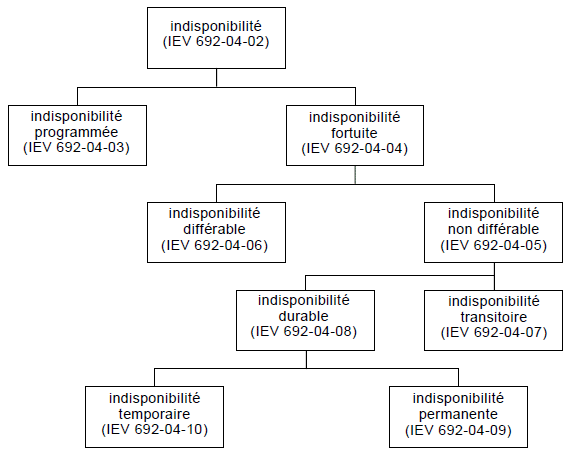 indisponibilité
(IEV 692-04-02)
indisponibilité
programmée
(IEV 692-04-03)
indisponibilité
fortuite
(IEV 692-04-04)
indisponibilité
différable
(IEV 692-04-06)
indisponibilité
non différable
(IEV 692-04-05)
indisponibilité
durable
(IEV 692-04-08)
indisponibilité
transitoire
(IEV 692-04-07)
indisponibilité
temporaire
(IEV 692-04-10)
indisponibilité
permanente
(IEV 692-04-09)